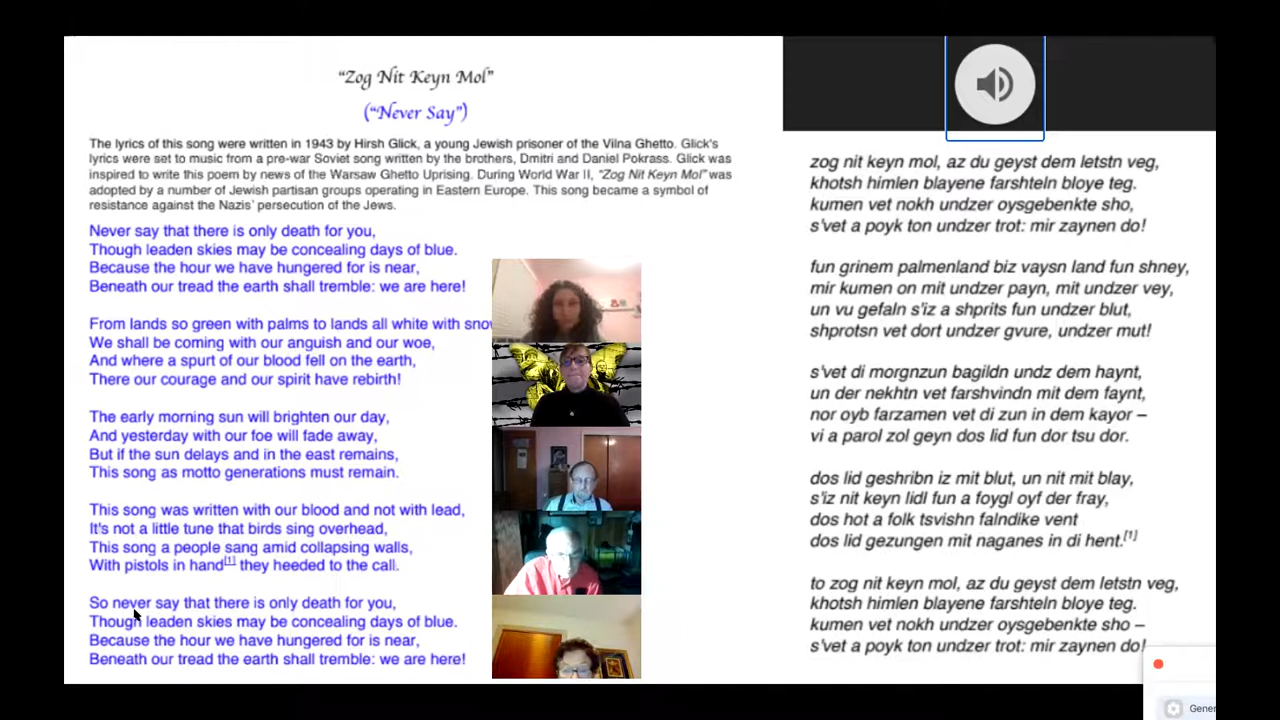 “Zog Nit Keyn Mol”
(“Never Say”)
The lyrics of this song were written in 1943 by Hirsh Glick, a young Jewish prisoner of the Vilna Ghetto. Glick's
lyrics were set to music from a pre-war Soviet song written by the brothers, Dmitri and Daniel Pokrass. Glick was
inspired to write this poem by news of the Warsaw Ghetto Uprising. During World War II, “Zog Nit Keyn Mol” was
adopted by a number of Jewish partisan groups operating in Eastern Europe. This song became a symbol of
resistance against the Nazis’ persecution of the Jews.
Never say that there is only death for you,
Though leaden skies may be concealing days of blue.
Because the hour we have hungered for is near,
Beneath our tread the earth shall tremble: we are here!
From lands so green with palms to lands all white with
We shall be coming with our anguish and our woe,
And where a spurt of our blood fell on the earth,
There our courage and our spirit have rebirth!
The early morning sun will brighten our day,
And yesterday with our foe will fade away,
But if the sun delays and in the east remains,
This song as motto generations must remain.
This song was written with our blood and not with lead,
It's not a little tune that birds sing overhead,
This song a people sang amid collapsing walls,
With pistols in hand[1] they heeded to the call.
So never say that there is only death for you,
Though leaden skies may be concealing days of blue.
Because the hour we have hungered for is near,
Beneath our tread the earth shall tremble: we are here!
zog nit keyn mol, az du geyst dem letstn veg,
khotsh himlen blayene farshteln bloye teg.
kumen vet nokh undzer oysgebenkte sho,
s'vet a poyk ton undzer trot: mir zaynen do!
fun grinem palmenland biz vaysn land fun shney,
mir kumen on mit undzer payn, mit undzer vey,
un vu gefaln s'iz a shprits fun undzer blut,
shprotsn vet dort undzer gvure, undzer mut!
s'vet di morgnzun bagildn undz dem haynt,
un der nekhtn vet farshvindn mit dem faynt,
nor oyb farzamen vet di zun in dem kayor –
vi a parol zol geyn dos lid fun dor tsu dor.
dos lid geshribn iz mit blut, un nit mit blay,
s'iz nit keyn lidl fun a foygl oyf der fray,
dos hot a folk tsvishn falndike vent
dos lid gezungen mit naganes in di hent.[1]
to zog nit keyn mol, az du geyst dem letstn veg,
khotsh himlen blayene farshteln bloye teg.
kumen vet nokh undzer oysgebenkte sho –
s'vet a poyk ton undzer trot: mir zaynen do!